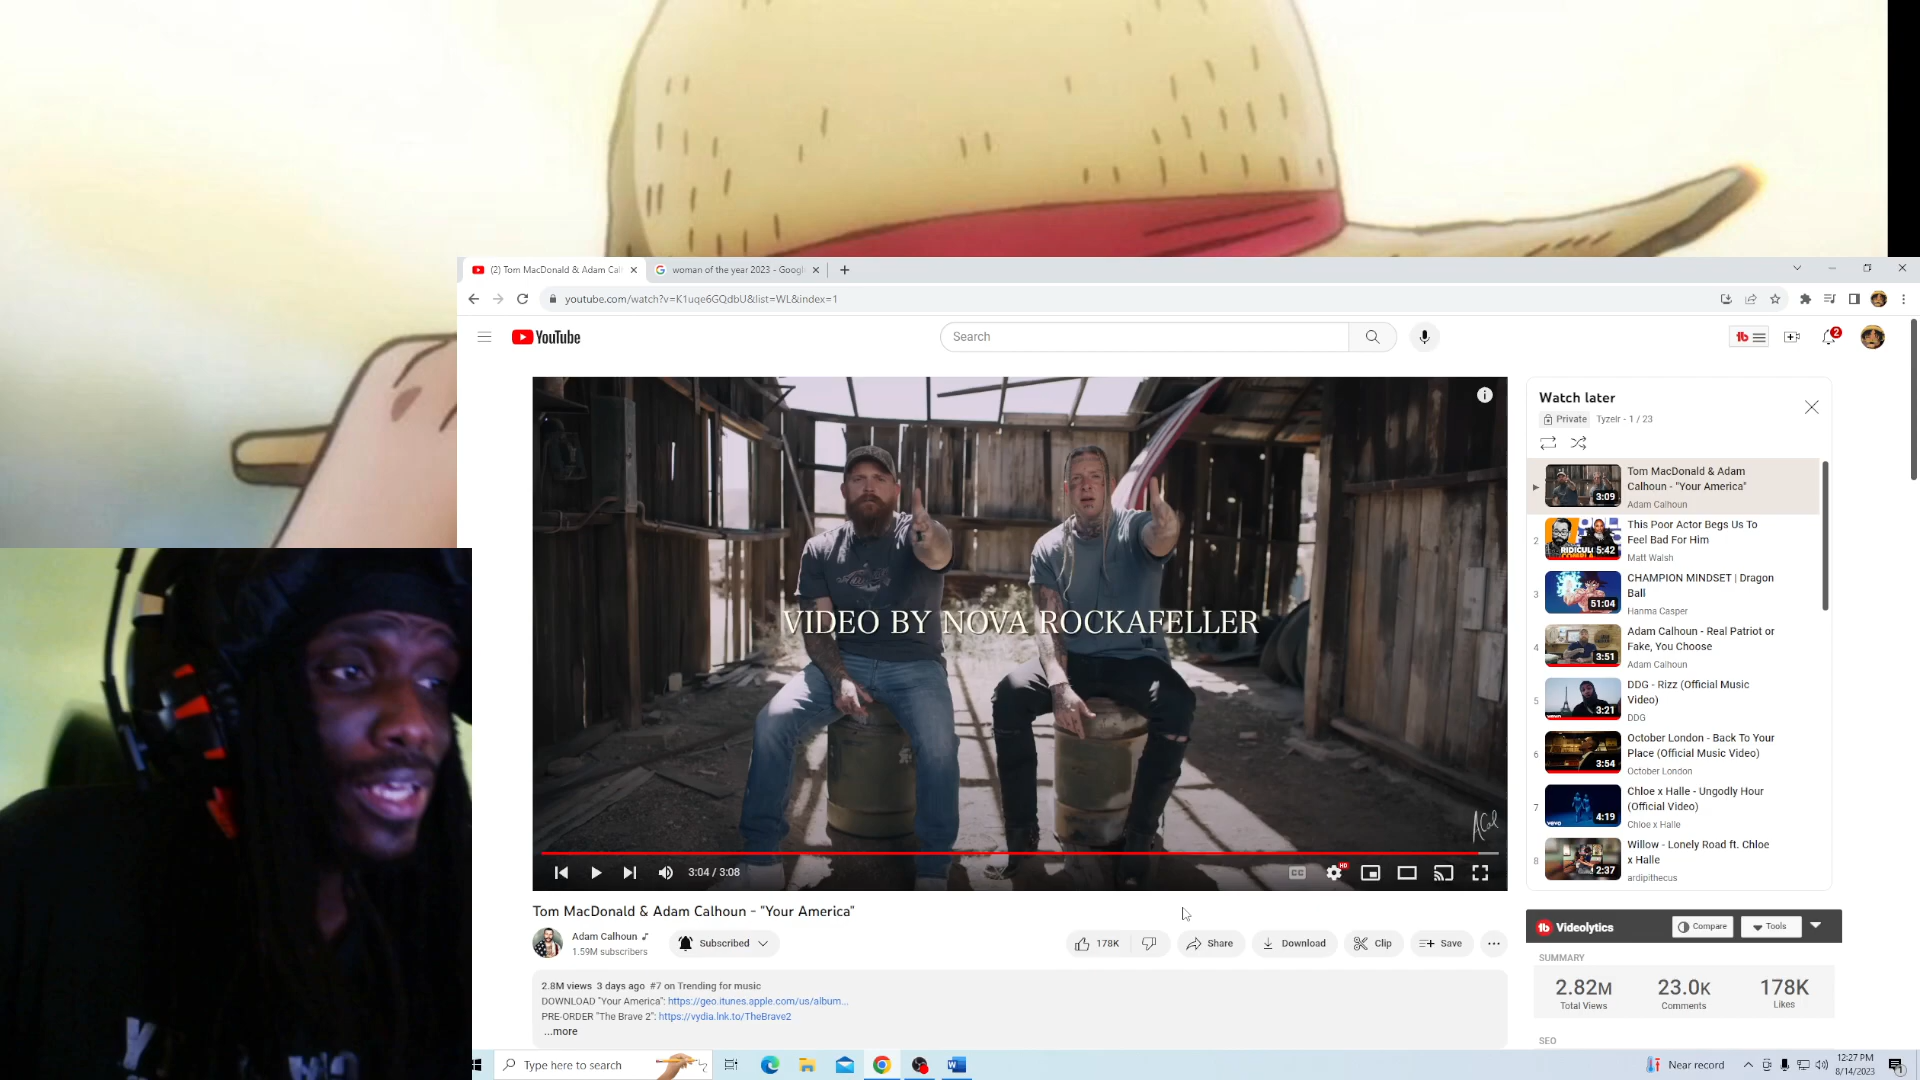 (2) Tom MacDonald & Adam Cal
woman of the year 2023 - Googl
youtube.com/watch?v=K1uqe6GQdbU&list=WL&index=1
YouTube
Search
2
VIDEO BY NOVA ROCKAFELLER
ACal
3:04 / 3:08
Tom MacDonald & Adam Calhoun - "Your America"
Adam Calhoun
1.59M subscribers
Subscribed
178K
Share
Download
Clip
Save
2.8M views 3 days ago #7 on Trending for music
DOWNLOAD "Your America": https://geo.itunes.apple.com/us/album...
PRE-ORDER "The Brave 2": https://vydia.lnk.to/TheBrave2
...more
Watch later
Private Tyzelr - 1 / 23
3:09
Tom MacDonald & Adam
Calhoun - "Your America"
Adam Calhoun
2
5:42
This Poor Actor Begs Us To
Feel Bad For Him
Matt Walsh
3
51:04
CHAMPION MINDSET | Dragon
Ball
Hanma Casper
4
3:51
Adam Calhoun - Real Patriot or
Fake, You Choose
Adam Calhoun
5
3:21
DDG - Rizz (Official Music
Video)
DDG
6
3:54
October London - Back To Your
Place (Official Music Video)
October London
7
4:19
Chloe x Halle - Ungodly Hour
(Official Video)
Chloe x Halle
8
2:37
Willow - Lonely Road ft. Chloe
x Halle
ardipithecus
Videolytics
Compare
Tools
SUMMARY
2.82M 23.0K 178K
Total Views Comments Likes
SEO
Type here to search
Near record
12:27 PM
8/14/2023